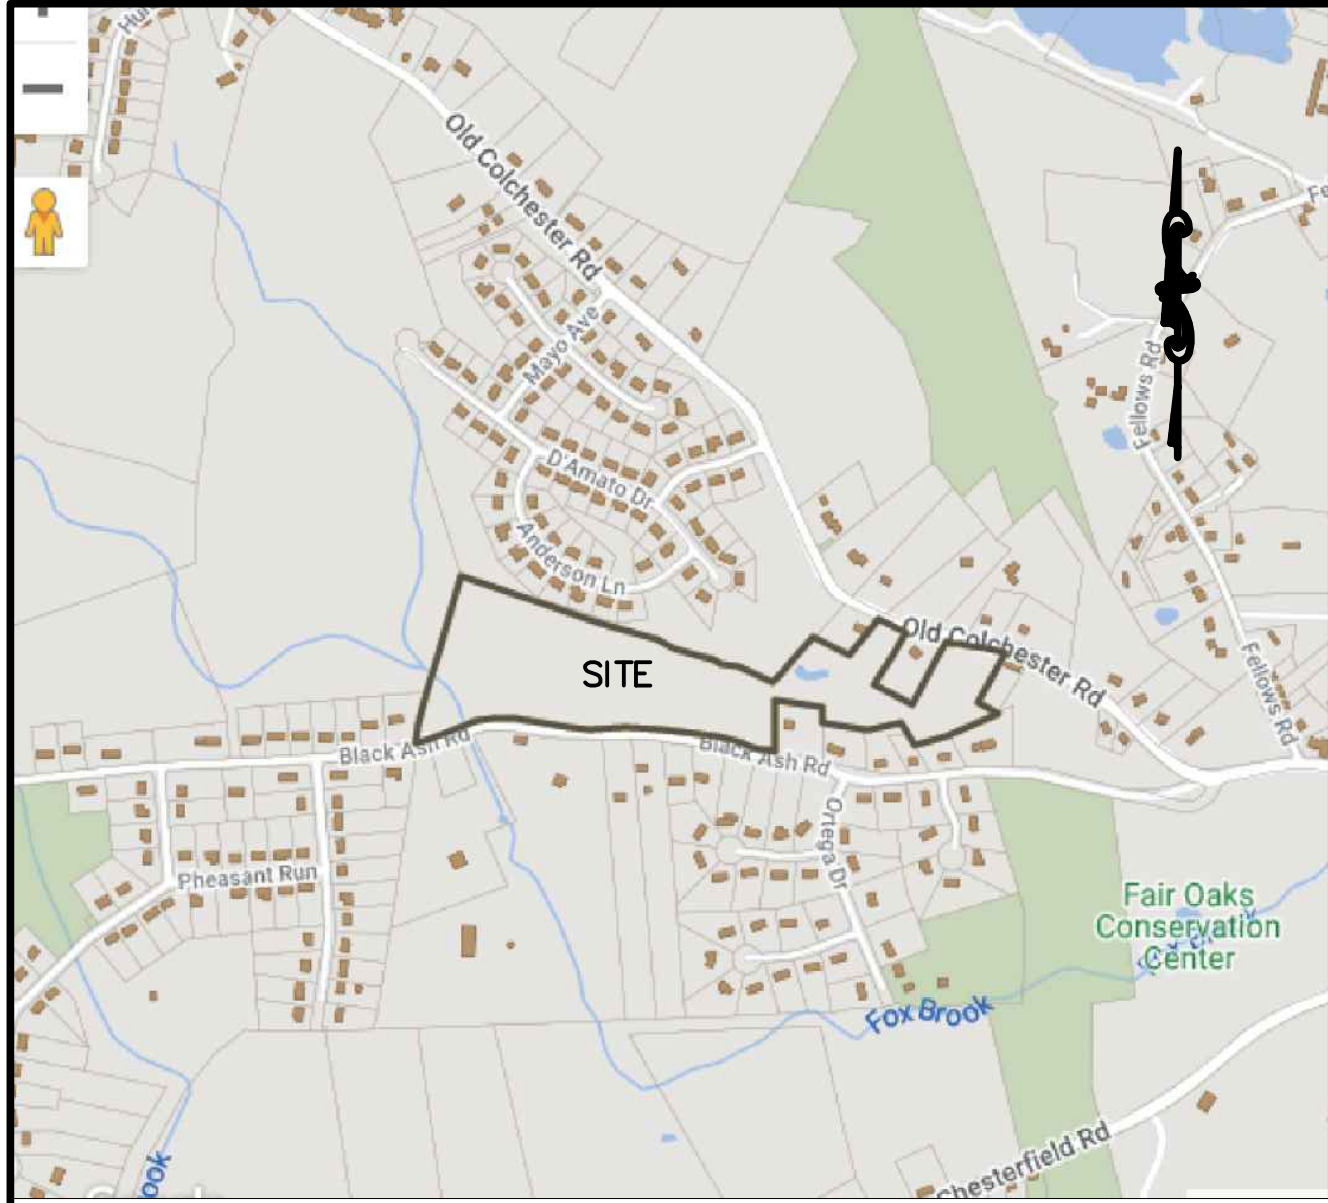 Old Colchester Rd
Fellows Rd
Mayo Ave
D'Amato Dr
Anderson Ln
Old Colchester Rd
SITE
Fellows Rd
Black Ash Rd
Black Ash Rd
Ortega Dr
Pheasant Run
Fair Oaks
Conservation
Center
Fox Brook
Chesterfield Rd